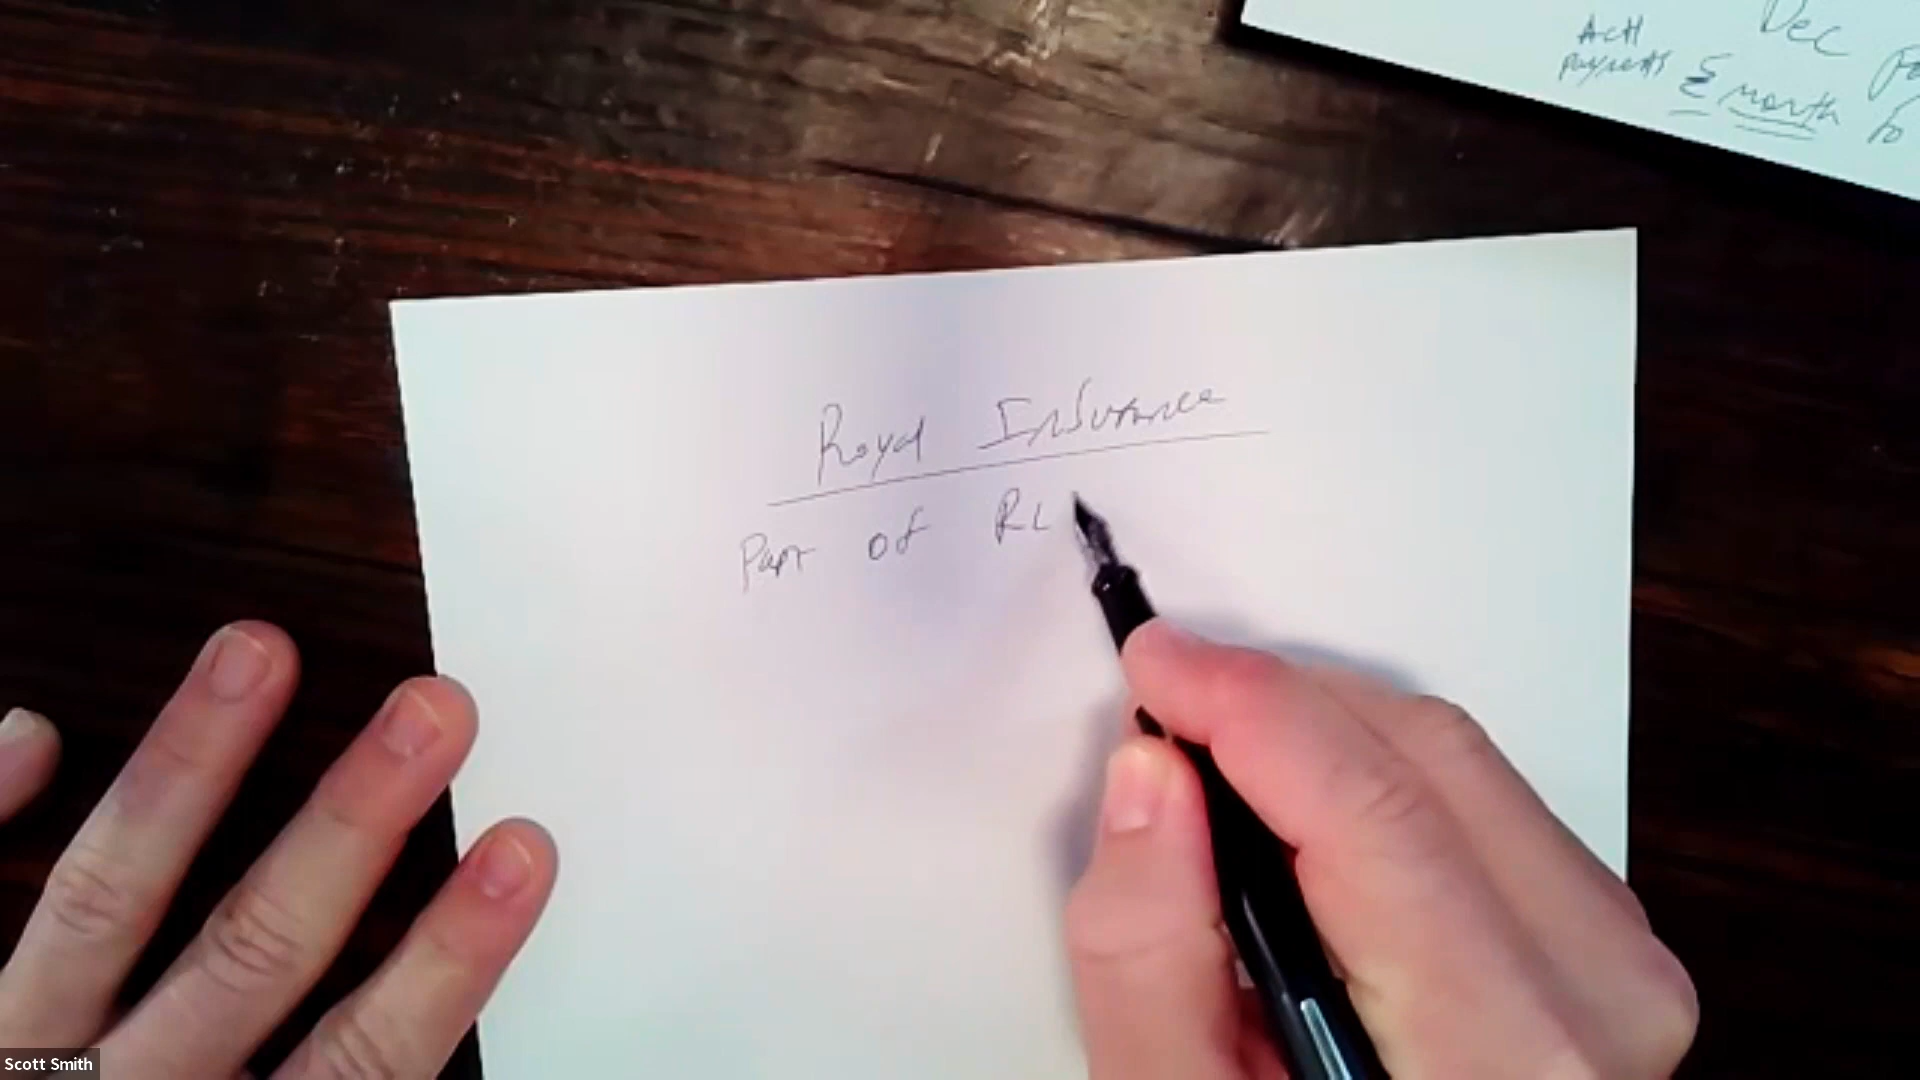 ACH Dec
payments
E month
Royal Insurance
Part of RL
Scott Smith